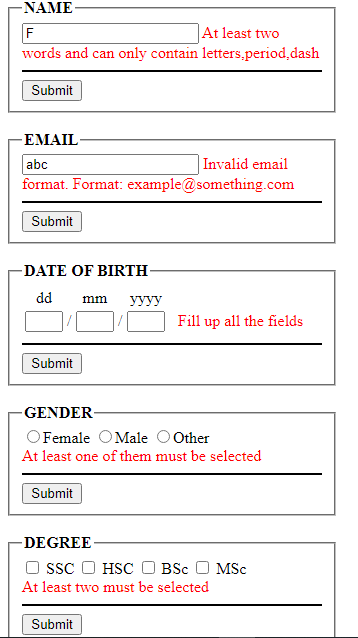 NAME
F At least two
words and can only contain letters,period,dash
Submit
EMAIL
abc Invalid email
format. Format: example@something.com
Submit
DATE OF BIRTH
dd mm yyyy
/ / Fill up all the fields
Submit
GENDER
Female Male Other
At least one of them must be selected
Submit
DEGREE
SSC HSC BSc MSc
At least two must be selected
Submit